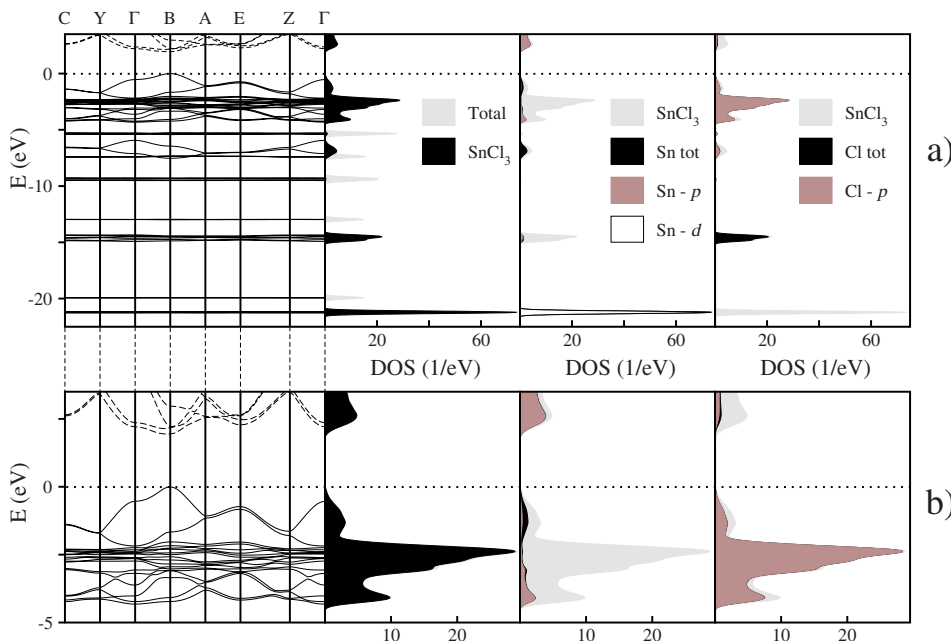 C Y Γ Γ B A E Z Γ
0
-10
-20
E (eV)
Total
SnCl3
SnCl3
Sn tot
Sn - p
Sn - d
SnCl3
Cl tot
Cl - p
a)
20 60 20 60 20 60
DOS (1/eV) DOS (1/eV) DOS (1/eV)
0
-5
E (eV)
b)
10 20 10 20 10 20